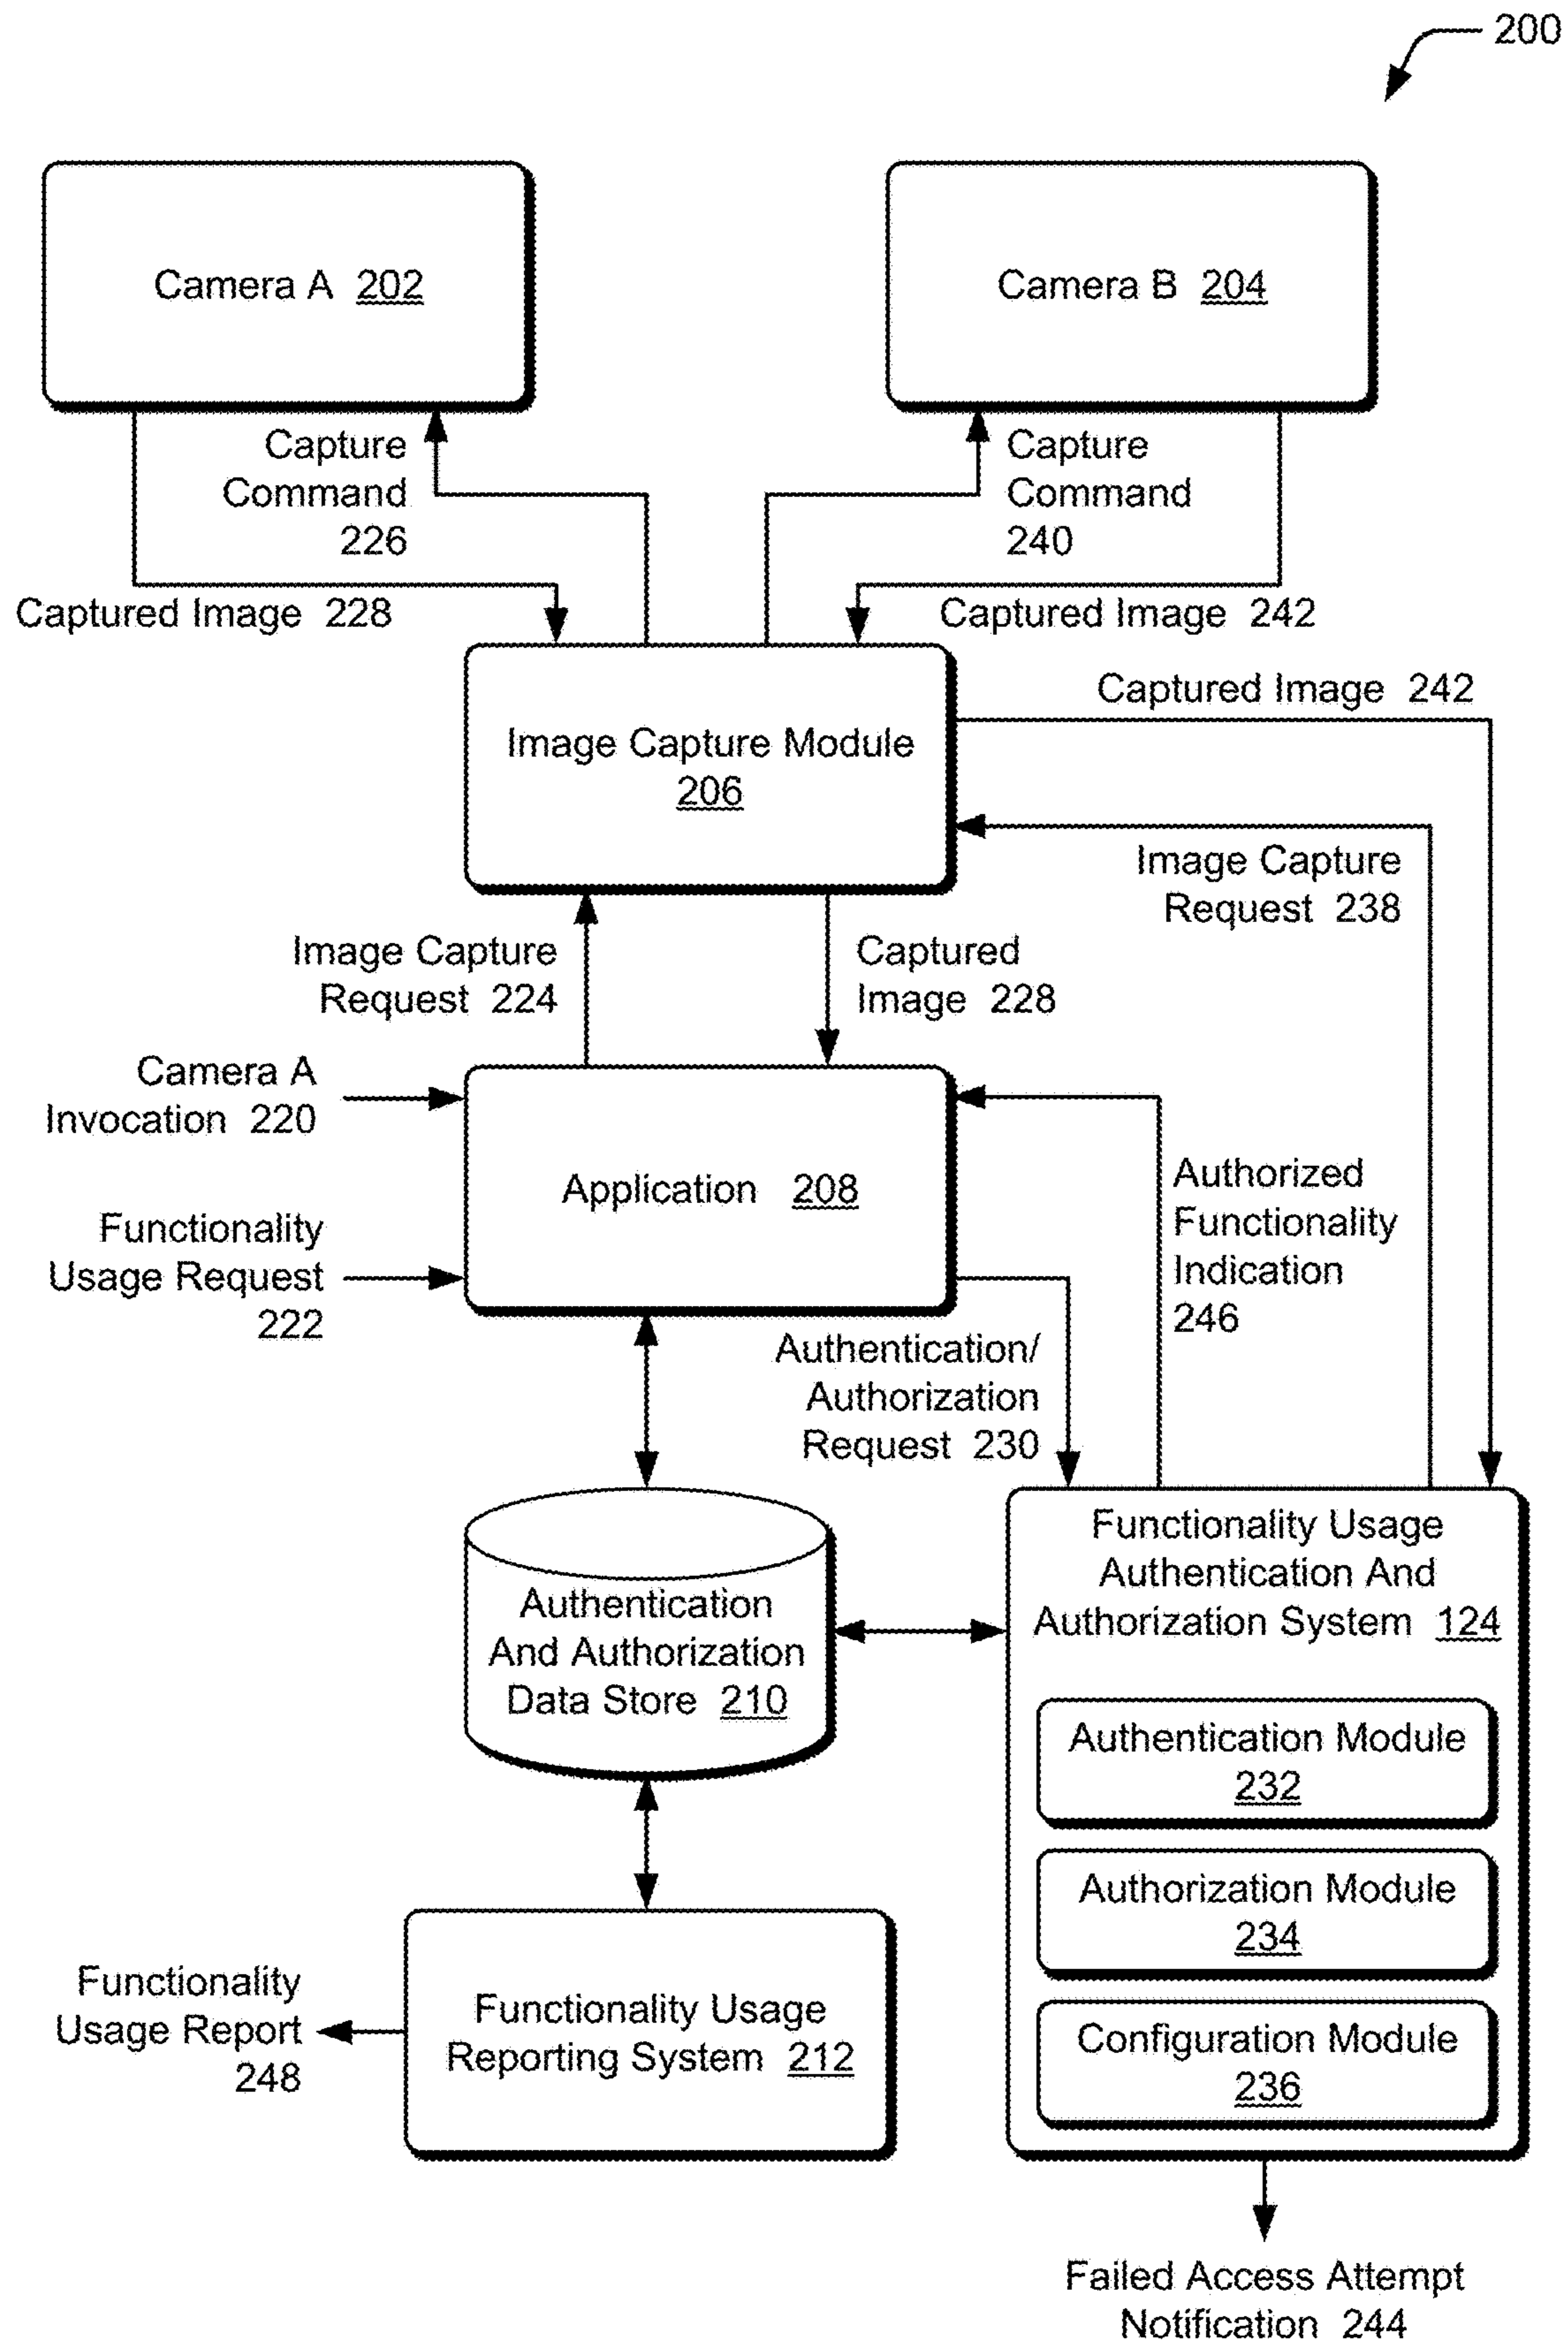 200
Camera A 202
Camera B 204
Capture
Command
226
Capture
Command
240
Captured Image 228
Captured Image 242
Captured Image 242
Image Capture Module
206
Image Capture
Request 238
Image Capture
Request 224
Captured
Image 228
Camera A
Invocation 220
Application 208
Authorized
Functionality
Indication
246
Functionality
Usage Request
222
Authentication/
Authorization
Request 230
Functionality Usage
Authentication And
Authorization System 124
Authentication
And Authorization
Data Store 210
Authentication Module
232
Authorization Module
234
Configuration Module
236
Functionality
Usage Report
248
Functionality Usage
Reporting System 212
Failed Access Attempt
Notification 244